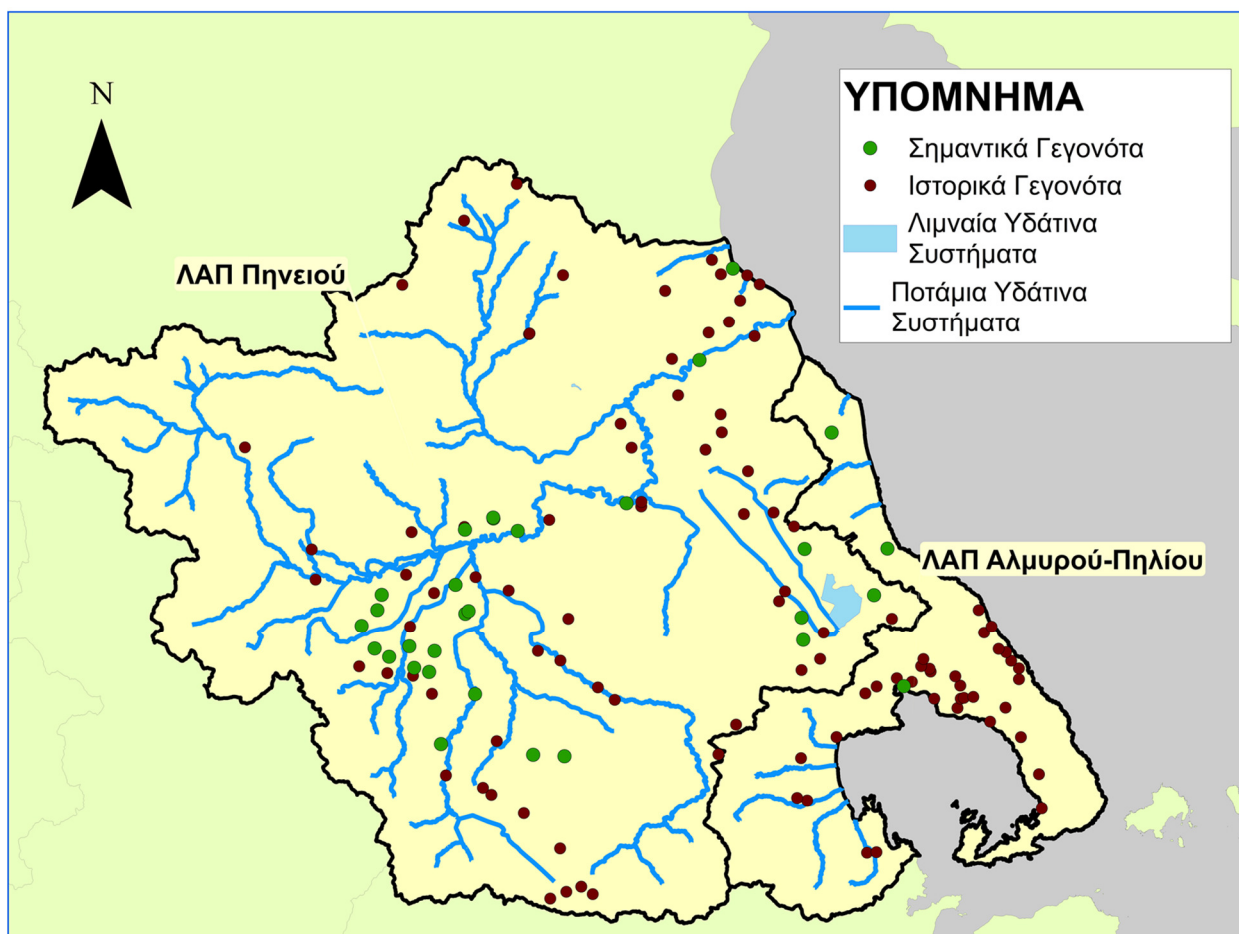 N
ΥΠΟΜΝΗΜΑ
Σημαντικά Γεγονότα
Ιστορικά Γεγονότα
Λιμναία Υδάτινα
Συστήματα
Ποτάμια Υδάτινα
Συστήματα
ΛΑΠ Πηνειού
ΛΑΠ Αλμυρού-Πηλίου